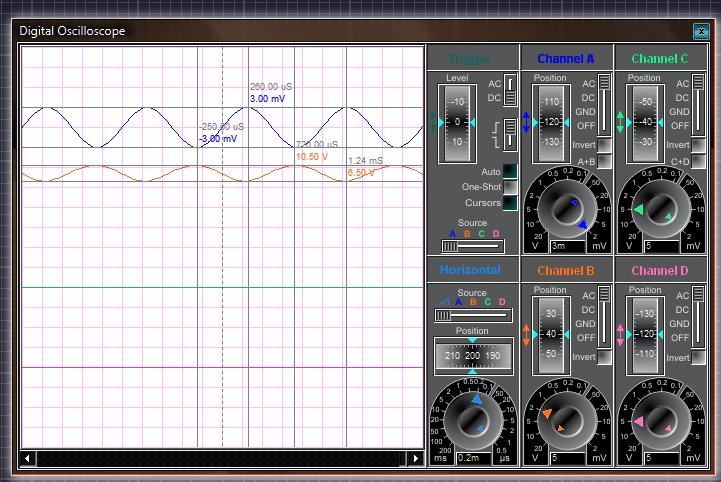 Digital Oscilloscope
260.00 uS
3.00 mV
-250.00 uS
-3.00 mV
10.50 V
1.24 mS
6.50 V
Trigger
Level
-10
0
10
AC
DC
Auto
One-Shot
Cursors
Source
A B C D
Channel A
Position
110
120
130
AC
DC
GND
OFF
Invert
A+B
0.5 0.2 0.1
1
2
5
10
20
V
50
20
10
5
2
mV
3m
Channel C
Position
-50
-40
-30
AC
DC
GND
OFF
Invert
C+D
0.5 0.2 0.1
1
2
5
10
20
V
50
20
10
5
2
mV
5
Horizontal
Source
A B C D
Position
210 200 190
1 0.5 0.2
0.1
2
5
10
20
50
100
200
ms
50
20
10
5
2
1
0.5
µs
0.2m
Channel B
Position
30
40
50
AC
DC
GND
OFF
Invert
0.5 0.2 0.1
1
2
5
10
20
V
50
20
10
5
2
mV
5
Channel D
Position
-130
-120
-110
AC
DC
GND
OFF
Invert
0.5 0.2 0.1
1
2
5
10
20
V
50
20
10
5
2
mV
5